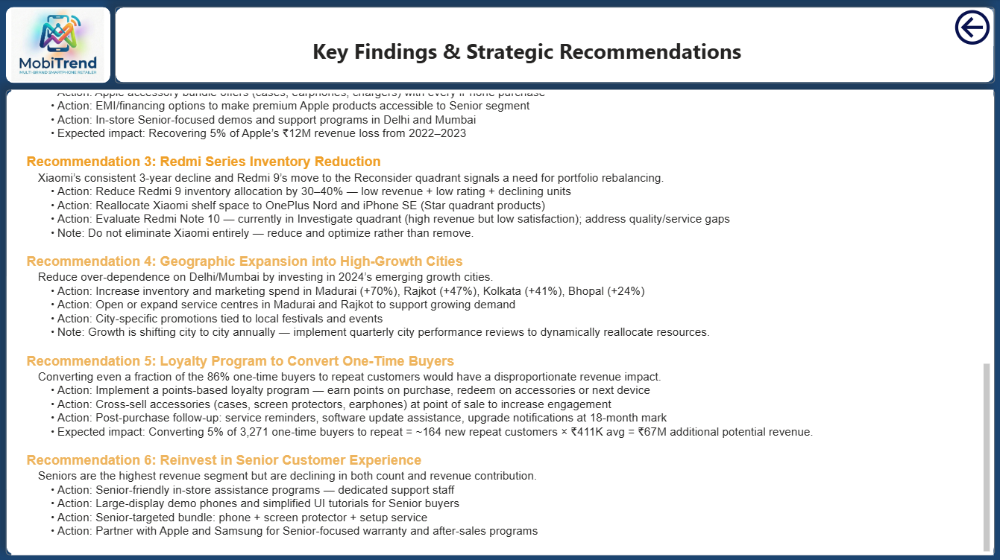 MobiTrend
MULTI-BRAND SMARTPHONE RETAILER
Key Findings & Strategic Recommendations
• Action: Apple accessory bundle offers (cases, earphones, chargers) with every iPhone purchase
• Action: EMI/financing options to make premium Apple products accessible to Senior segment
• Action: In-store Senior-focused demos and support programs in Delhi and Mumbai
• Expected impact: Recovering 5% of Apple’s ₹12M revenue loss from 2022–2023
Recommendation 3: Redmi Series Inventory Reduction
Xiaomi’s consistent 3-year decline and Redmi 9’s move to the Reconsider quadrant signals a need for portfolio rebalancing.
• Action: Reduce Redmi 9 inventory allocation by 30–40% — low revenue + low rating + declining units
• Action: Reallocate Xiaomi shelf space to OnePlus Nord and iPhone SE (Star quadrant products)
• Action: Evaluate Redmi Note 10 — currently in Investigate quadrant (high revenue but low satisfaction); address quality/service gaps
• Note: Do not eliminate Xiaomi entirely — reduce and optimize rather than remove.
Recommendation 4: Geographic Expansion into High-Growth Cities
Reduce over-dependence on Delhi/Mumbai by investing in 2024’s emerging growth cities.
• Action: Increase inventory and marketing spend in Madurai (+70%), Rajkot (+47%), Kolkata (+41%), Bhopal (+24%)
• Action: Open or expand service centres in Madurai and Rajkot to support growing demand
• Action: City-specific promotions tied to local festivals and events
• Note: Growth is shifting city to city annually — implement quarterly city performance reviews to dynamically reallocate resources.
Recommendation 5: Loyalty Program to Convert One-Time Buyers
Converting even a fraction of the 86% one-time buyers to repeat customers would have a disproportionate revenue impact.
• Action: Implement a points-based loyalty program — earn points on purchase, redeem on accessories or next device
• Action: Cross-sell accessories (cases, screen protectors, earphones) at point of sale to increase engagement
• Action: Post-purchase follow-up: service reminders, software update assistance, upgrade notifications at 18-month mark
• Expected impact: Converting 5% of 3,271 one-time buyers to repeat = ~164 new repeat customers × ₹411K avg = ₹67M additional potential revenue.
Recommendation 6: Reinvest in Senior Customer Experience
Seniors are the highest revenue segment but are declining in both count and revenue contribution.
• Action: Senior-friendly in-store assistance programs — dedicated support staff
• Action: Large-display demo phones and simplified UI tutorials for Senior buyers
• Action: Senior-targeted bundle: phone + screen protector + setup service
• Action: Partner with Apple and Samsung for Senior-focused warranty and after-sales programs